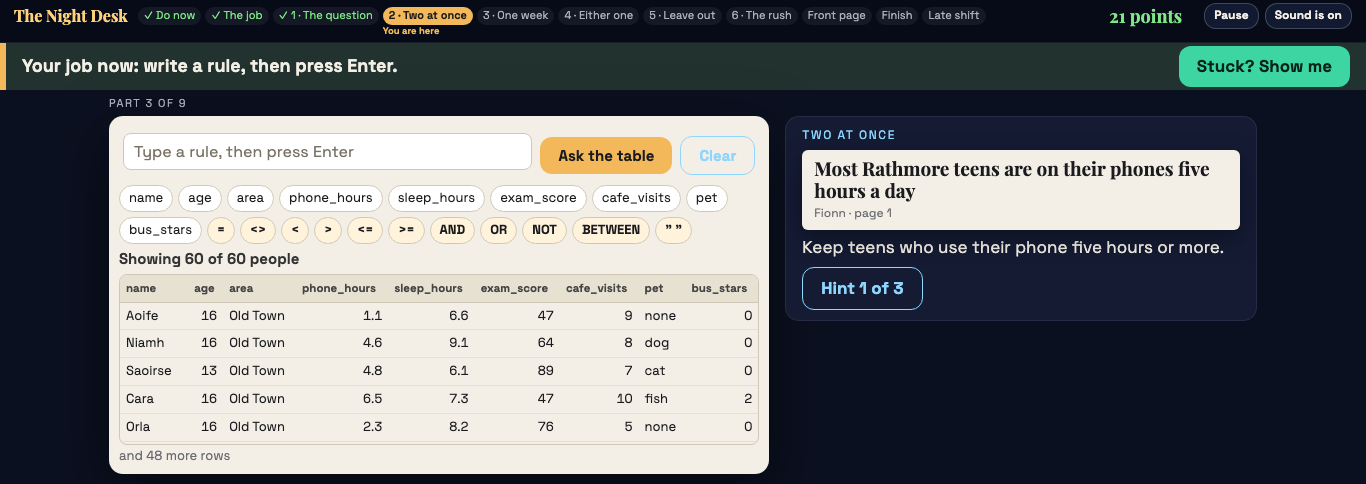 The Night Desk
✓ Do now
✓ The job
✓ 1 · The question
2 · Two at once
3 · One week
4 · Either one
5 · Leave out
6 · The rush
Front page
Finish
Late shift
You are here
21 points
Pause
Sound is on
Your job now: write a rule, then press Enter.
Stuck? Show me
PART 3 OF 9
Type a rule, then press Enter
Ask the table
Clear
name age area phone_hours sleep_hours exam_score cafe_visits pet
bus_stars = <> < > <= >= AND OR NOT BETWEEN " "
Showing 60 of 60 people
name age area phone_hours sleep_hours exam_score cafe_visits pet bus_stars
Aoife 16 Old Town 1.1 6.6 47 9 none 0
Niamh 16 Old Town 4.6 9.1 64 8 dog 0
Saoirse 13 Old Town 4.8 6.1 89 7 cat 0
Cara 16 Old Town 6.5 7.3 47 10 fish 2
Orla 16 Old Town 2.3 8.2 76 5 none 0
and 48 more rows
TWO AT ONCE
Most Rathmore teens are on their phones five
hours a day
Fionn · page 1
Keep teens who use their phone five hours or more.
Hint 1 of 3